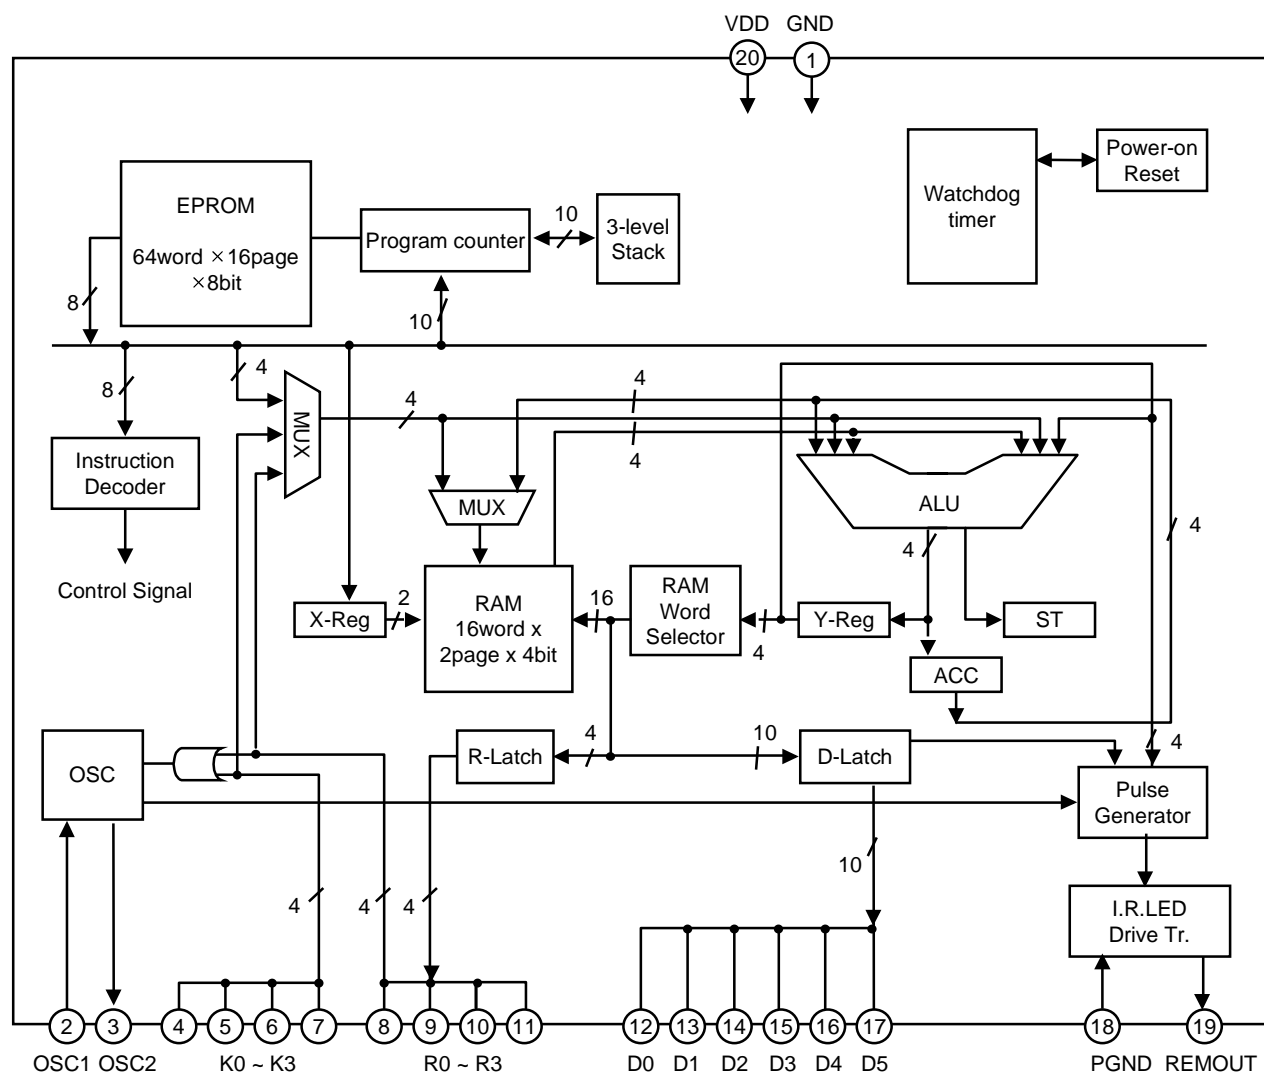 VDD GND
20 1
EPROM
64word ×16page
×8bit
Program counter
10
3-level
Stack
Watchdog
timer
Power-on
Reset
8
10
8
4
MUX
4
4
4
Instruction
Decoder
Control Signal
MUX
ALU
4
4
X-Reg
2
RAM
16word x
2page x 4bit
16
RAM
Word
Selector
4
Y-Reg
ST
ACC
OSC
R-Latch
4
10
D-Latch
4
Pulse
Generator
10
4
4
4
I.R.LED
Drive Tr.
2 3 4 5 6 7 8 9 10 11 12 13 14 15 16 17 18 19
OSC1 OSC2 K0 ~ K3 R0 ~ R3 D0 D1 D2 D3 D4 D5 PGND REMOUT